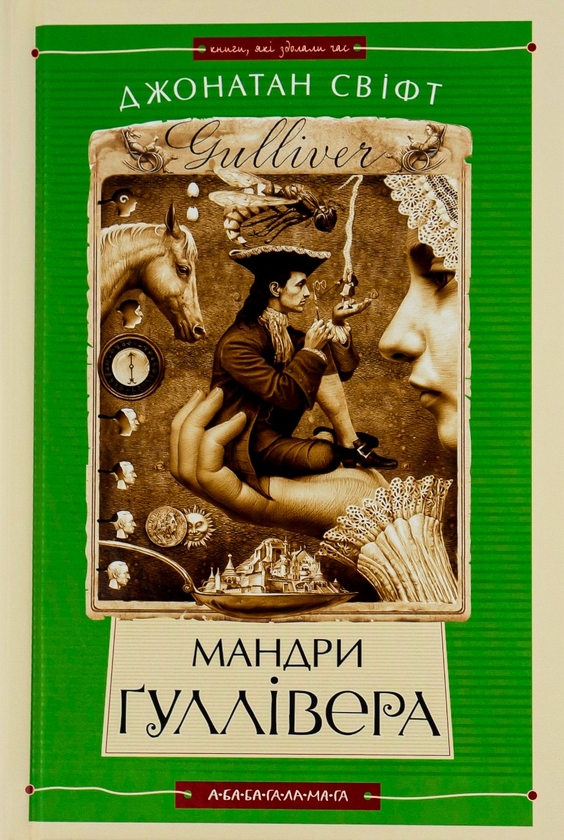 книги, які здолали час
ДЖОНАТАН СВІФТ
Gulliver
МАНДРИ
ҐУЛЛІВЕРА
А-БА-БА-ГА-ЛА-МА-ГА